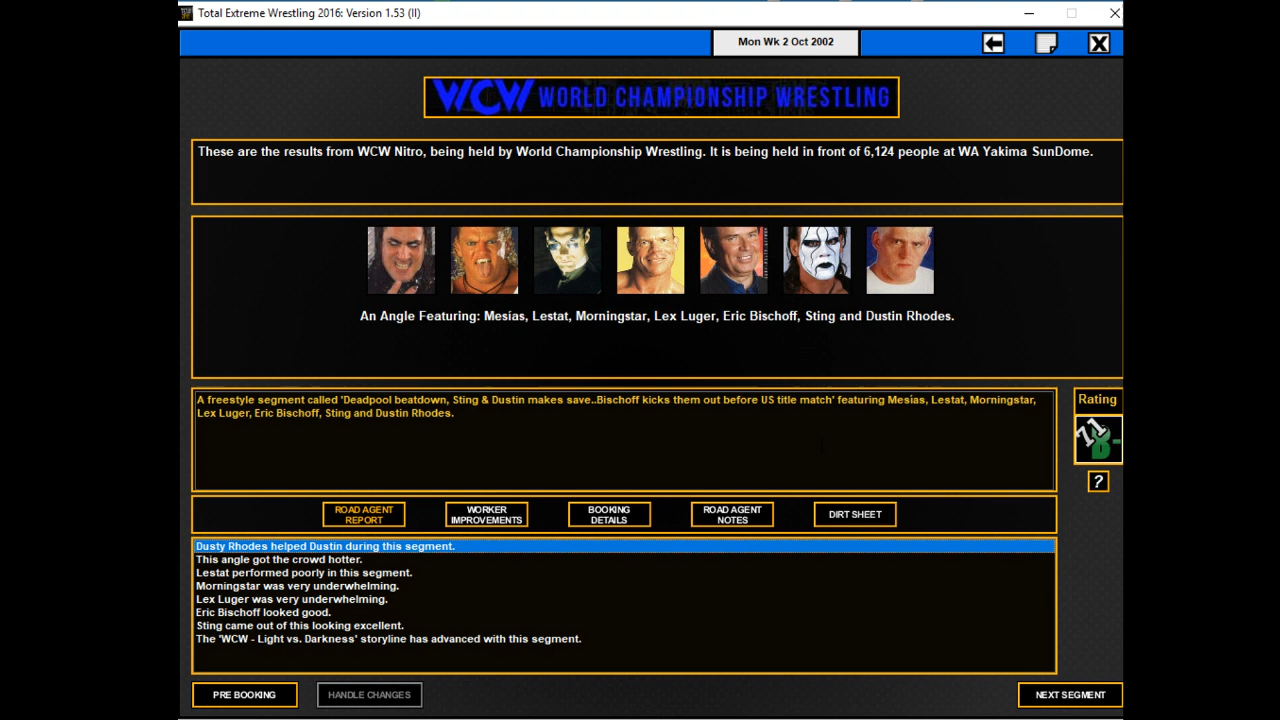 Total Extreme Wrestling 2016: Version 1.53 (II)
Mon Wk 2 Oct 2002
WCW WORLD CHAMPIONSHIP WRESTLING
These are the results from WCW Nitro, being held by World Championship Wrestling. It is being held in front of 6,124 people at WA Yakima SunDome.
An Angle Featuring: Mesías, Lestat, Morningstar, Lex Luger, Eric Bischoff, Sting and Dustin Rhodes.
A freestyle segment called 'Deadpool beatdown, Sting & Dustin makes save..Bischoff kicks them out before US title match' featuring Mesías, Lestat, Morningstar,
Lex Luger, Eric Bischoff, Sting and Dustin Rhodes.
Rating
71
B-
?
ROAD AGENT
REPORT
WORKER
IMPROVEMENTS
BOOKING
DETAILS
ROAD AGENT
NOTES
DIRT SHEET
Dusty Rhodes helped Dustin during this segment.
This angle got the crowd hotter.
Lestat performed poorly in this segment.
Morningstar was very underwhelming.
Lex Luger was very underwhelming.
Eric Bischoff looked good.
Sting came out of this looking excellent.
The 'WCW - Light vs. Darkness' storyline has advanced with this segment.
PRE BOOKING
HANDLE CHANGES
NEXT SEGMENT